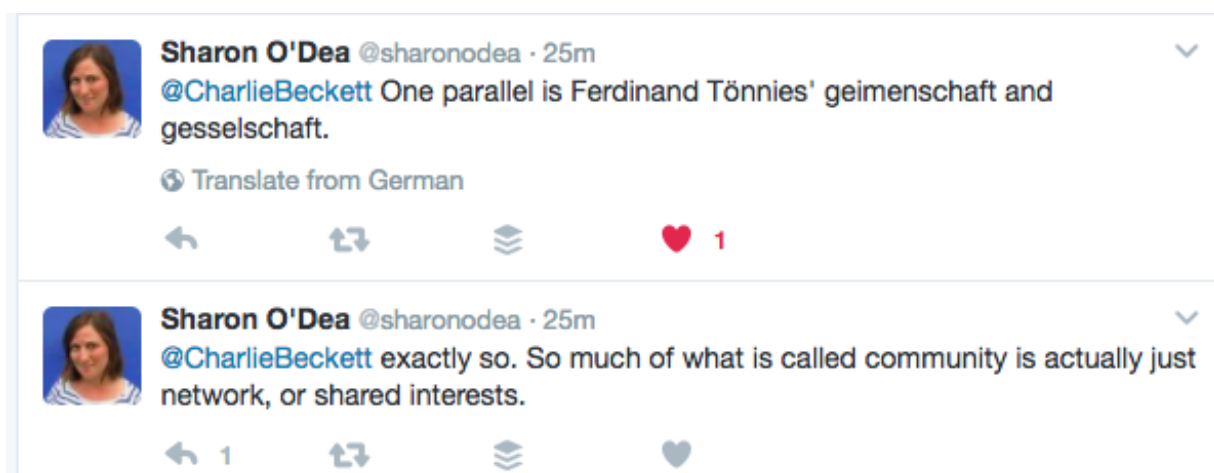 Sharon O'Dea @sharonodea · 25m
@CharlieBeckett One parallel is Ferdinand Tönnies' geimenschaft and
gesselschaft.
Translate from German
1
Sharon O'Dea @sharonodea · 25m
@CharlieBeckett exactly so. So much of what is called community is actually just
network, or shared interests.
1